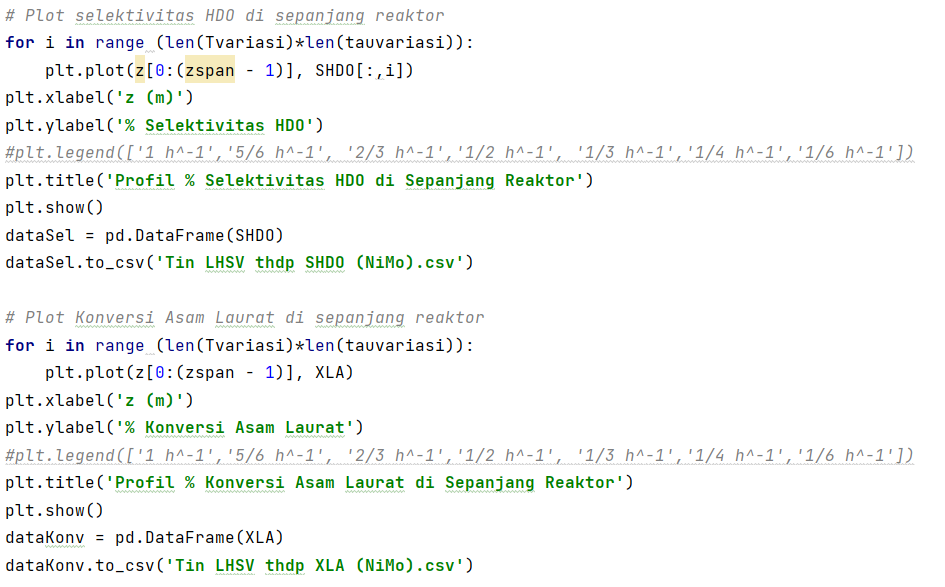 # Plot selektivitas HDO di sepanjang reaktor
for i in range (len(Tvariasi)*len(tauvariasi)):
    plt.plot(z[0:(zspan - 1)], SHDO[:,i])
plt.xlabel('z (m)')
plt.ylabel('% Selektivitas HDO')
#plt.legend(['1 h^-1','5/6 h^-1', '2/3 h^-1','1/2 h^-1', '1/3 h^-1','1/4 h^-1','1/6 h^-1'])
plt.title('Profil % Selektivitas HDO di Sepanjang Reaktor')
plt.show()
dataSel = pd.DataFrame(SHDO)
dataSel.to_csv('Tin LHSV thdp SHDO (NiMo).csv')

# Plot Konversi Asam Laurat di sepanjang reaktor
for i in range (len(Tvariasi)*len(tauvariasi)):
    plt.plot(z[0:(zspan - 1)], XLA)
plt.xlabel('z (m)')
plt.ylabel('% Konversi Asam Laurat')
#plt.legend(['1 h^-1','5/6 h^-1', '2/3 h^-1','1/2 h^-1', '1/3 h^-1','1/4 h^-1','1/6 h^-1'])
plt.title('Profil % Konversi Asam Laurat di Sepanjang Reaktor')
plt.show()
dataKonv = pd.DataFrame(XLA)
dataKonv.to_csv('Tin LHSV thdp XLA (NiMo).csv')